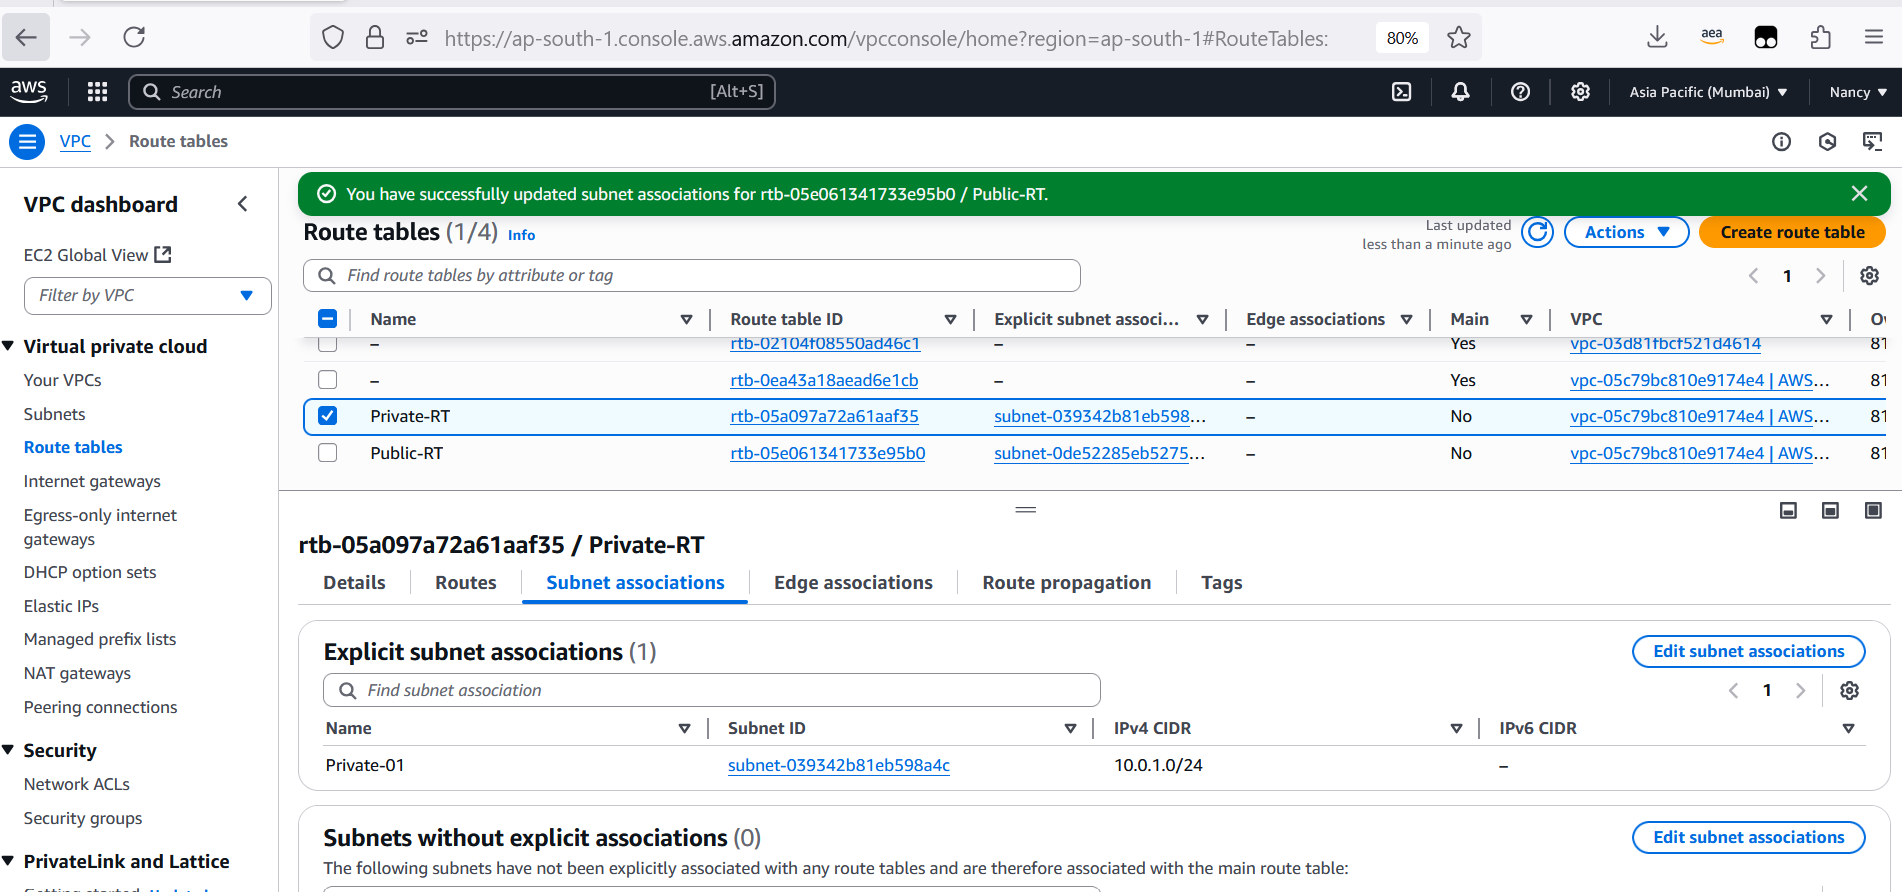 https://ap-south-1.console.aws.amazon.com/vpcconsole/home?region=ap-south-1#RouteTables:
80%
aea
aws
Search
[Alt+S]
Asia Pacific (Mumbai)
Nancy
VPC
Route tables
VPC dashboard
EC2 Global View
Filter by VPC
Virtual private cloud
Your VPCs
Subnets
Route tables
Internet gateways
Egress-only internet
gateways
DHCP option sets
Elastic IPs
Managed prefix lists
NAT gateways
Peering connections
Security
Network ACLs
Security groups
PrivateLink and Lattice
You have successfully updated subnet associations for rtb-05e061341733e95b0 / Public-RT.
Route tables (1/4) Info
Last updated
less than a minute ago
Actions
Create route table
Find route tables by attribute or tag
1
Name Route table ID Explicit subnet associ... Edge associations Main VPC
– rtb-02104f08550ad46c1 – – Yes vpc-03d81fbcf521d4614 81
– rtb-0ea43a18aead6e1cb – – Yes vpc-05c79bc810e9174e4 | AWS... 81
Private-RT rtb-05a097a72a61aaf35 subnet-039342b81eb598... – No vpc-05c79bc810e9174e4 | AWS... 81
Public-RT rtb-05e061341733e95b0 subnet-0de52285eb5275... – No vpc-05c79bc810e9174e4 | AWS... 81
rtb-05a097a72a61aaf35 / Private-RT
Details
Routes
Subnet associations
Edge associations
Route propagation
Tags
Explicit subnet associations (1)
Edit subnet associations
Find subnet association
1
Name Subnet ID IPv4 CIDR IPv6 CIDR
Private-01 subnet-039342b81eb598a4c 10.0.1.0/24 –
Subnets without explicit associations (0)
Edit subnet associations
The following subnets have not been explicitly associated with any route tables and are therefore associated with the main route table: